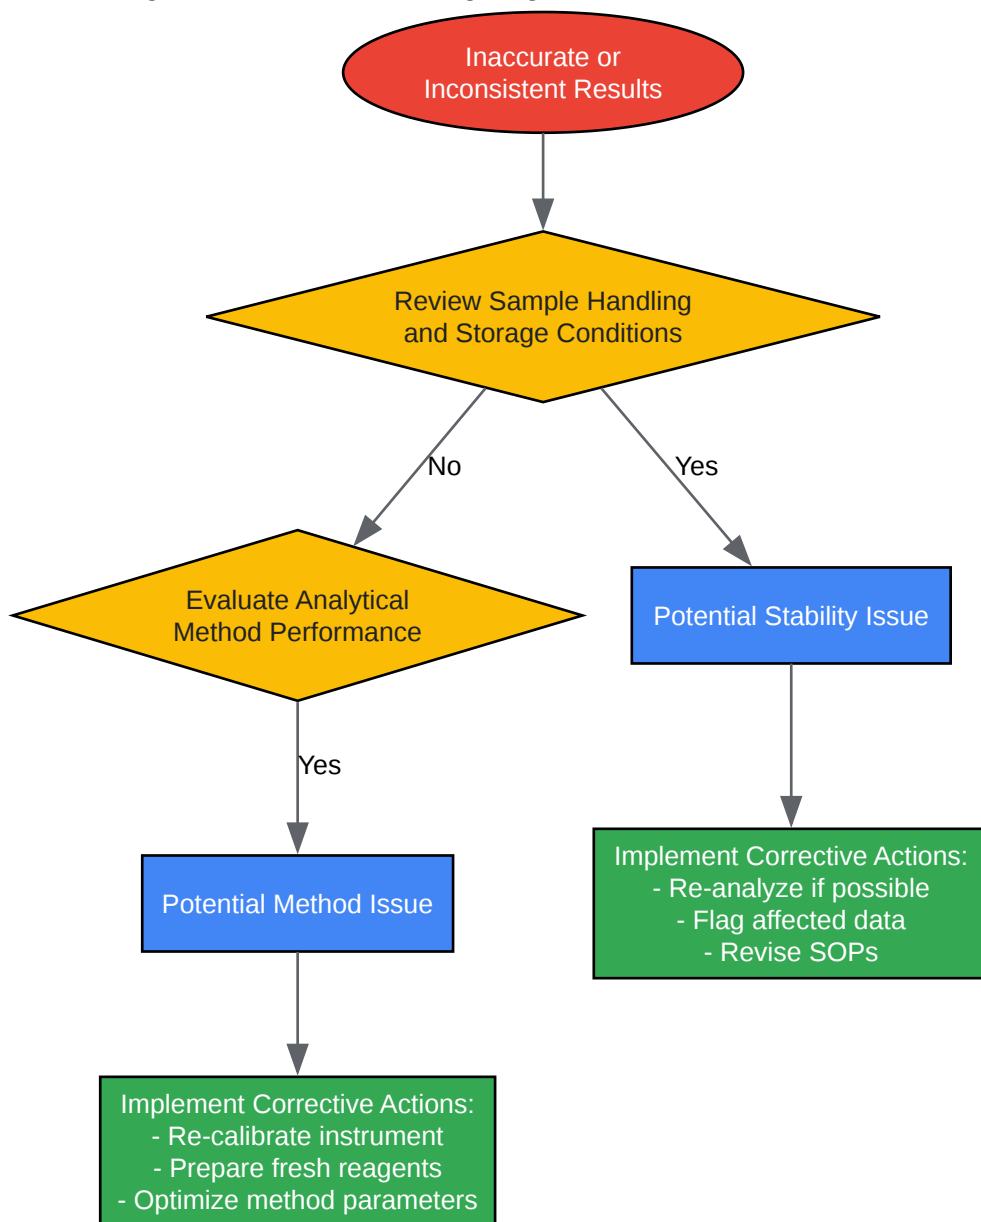 Inaccurate or
Inconsistent Results
Review Sample Handling
and Storage Conditions
No
Yes
Evaluate Analytical
Method Performance
Potential Stability Issue
Yes
Implement Corrective Actions:
- Re-analyze if possible
- Flag affected data
- Revise SOPs
Potential Method Issue
Implement Corrective Actions:
- Re-calibrate instrument
- Prepare fresh reagents
- Optimize method parameters